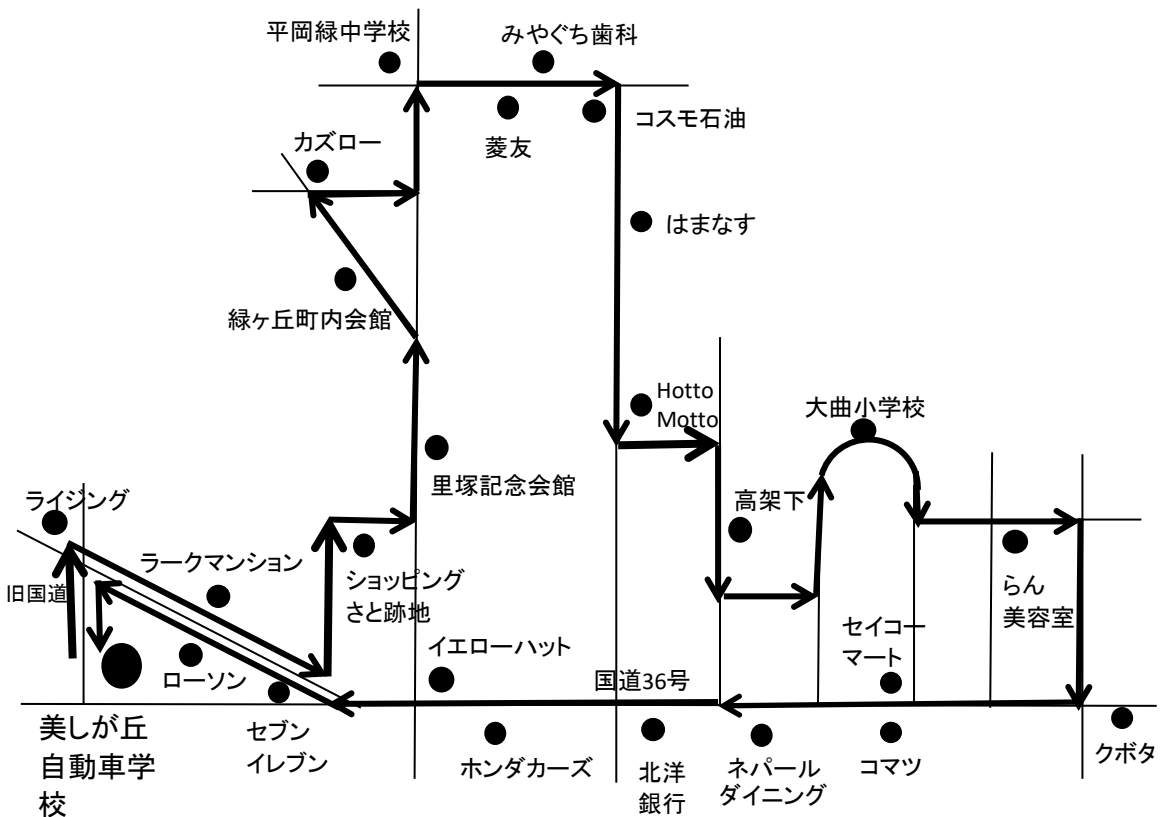 平岡緑中学校
みやぐち歯科
コスモ石油
菱友
カズロー
はまなす
緑ヶ丘町内会館
Hotto
Motto
大曲小学校
里塚記念会館
高架下
ライジング
ラークマンション
ショッピング
さと跡地
旧国道
らん
美容室
セイコー
マート
イエローハット
ローソン
国道36号
美しが丘
自動車学
校
セブン
イレブン
ホンダカーズ
北洋
銀行
ネパール
ダイニング
コマツ
クボタ